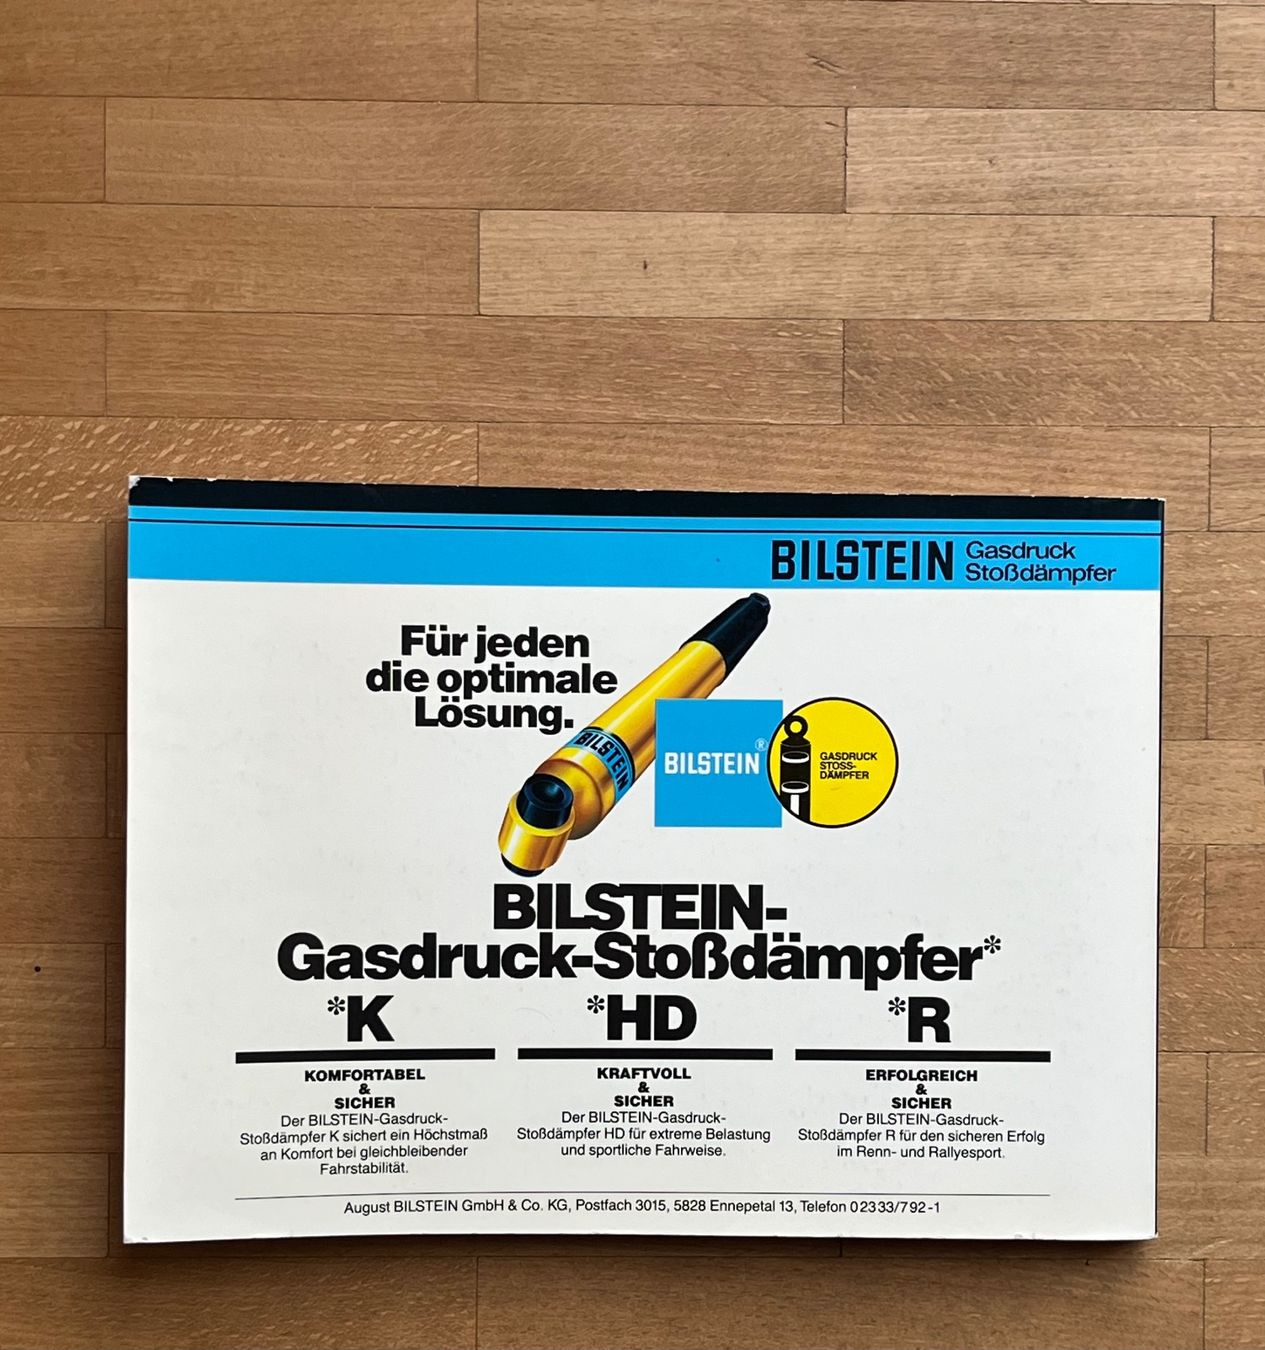 BILSTEIN Gasdruck
Stoßdämpfer
Für jeden
die optimale
Lösung.
BILSTEIN
BILSTEIN®
GASDRUCK
STOSS-
DÄMPFER
BILSTEIN-
Gasdruck-Stoßdämpfer*
*K
KOMFORTABEL
&
SICHER
Der BILSTEIN-Gasdruck-
Stoßdämpfer K sichert ein Höchstmaß
an Komfort bei gleichbleibender
Fahrstabilität.
*HD
KRAFTVOLL
&
SICHER
Der BILSTEIN-Gasdruck-
Stoßdämpfer HD für extreme Belastung
und sportliche Fahrweise.
*R
ERFOLGREICH
&
SICHER
Der BILSTEIN-Gasdruck-
Stoßdämpfer R für den sicheren Erfolg
im Renn- und Rallyesport.
August BILSTEIN GmbH & Co. KG, Postfach 3015, 5828 Ennepetal 13, Telefon 02333/792-1